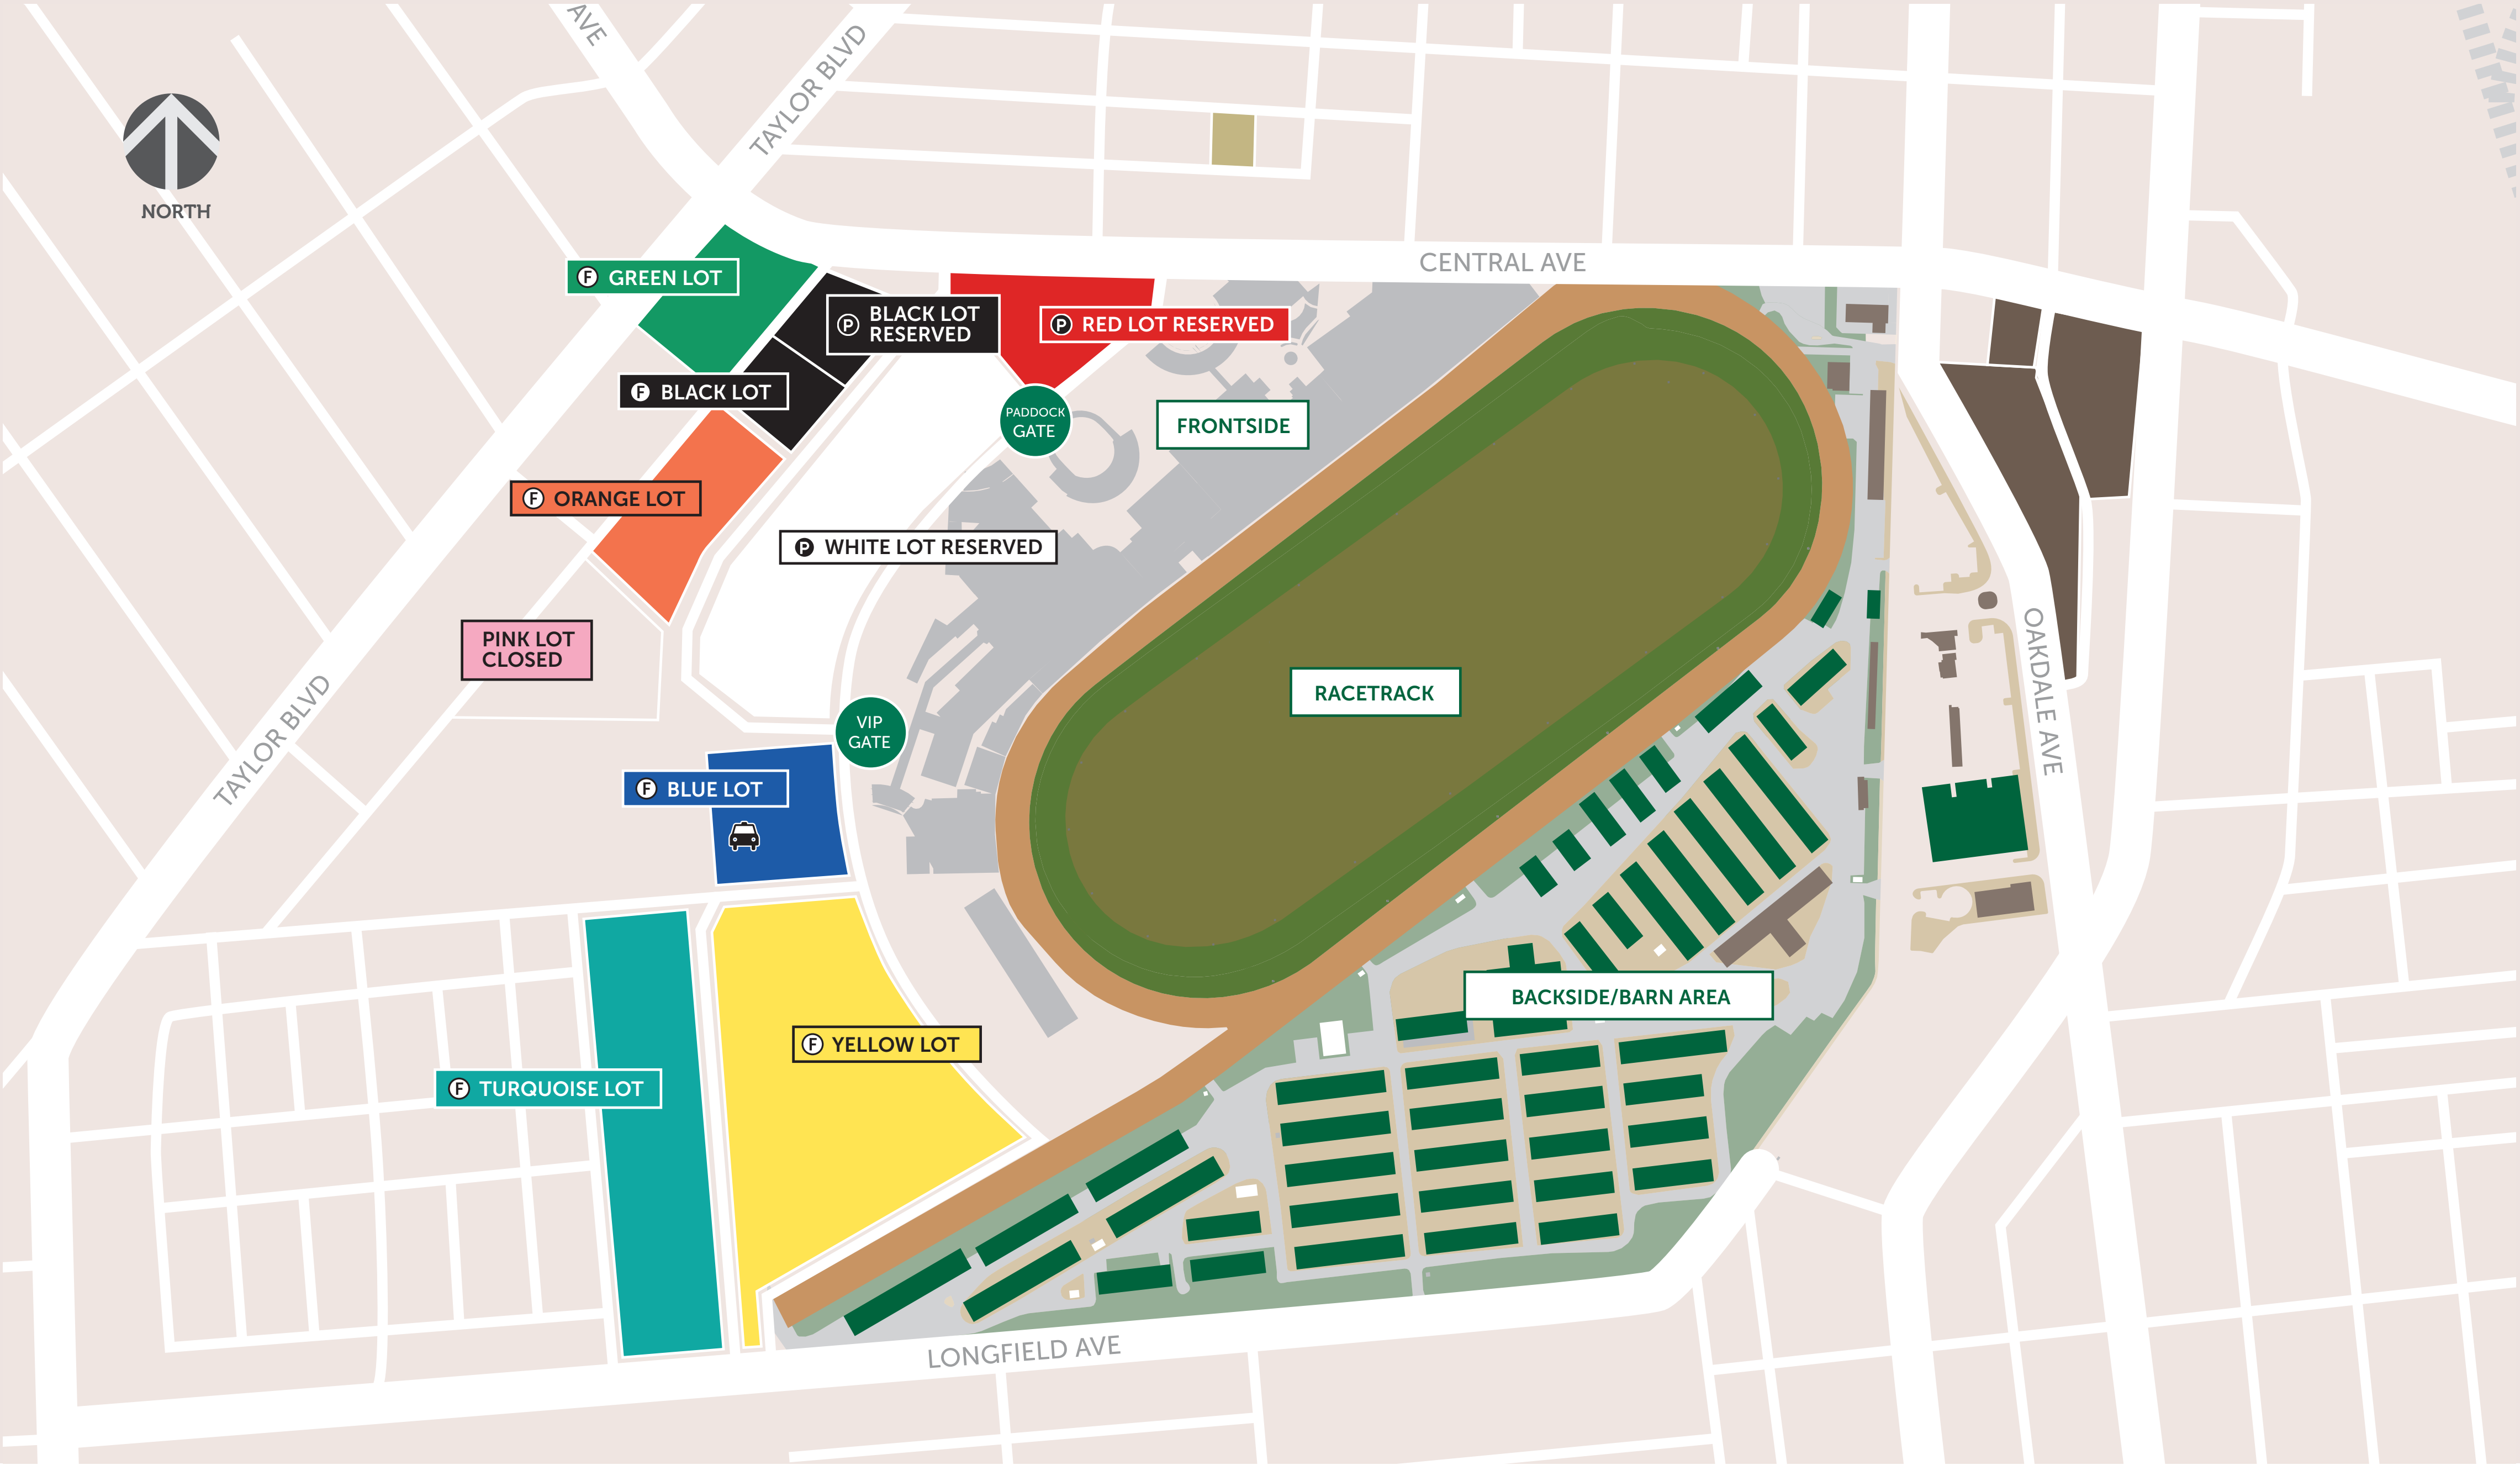 AVE
TAYLOR BLVD
NORTH
CENTRAL AVE
F GREEN LOT
P BLACK LOT
RESERVED
P RED LOT RESERVED
F BLACK LOT
PADDOCK
GATE
FRONTSIDE
F ORANGE LOT
P WHITE LOT RESERVED
PINK LOT
CLOSED
RACETRACK
OAKDALE AVE
TAYLOR BLVD
VIP
GATE
F BLUE LOT
BACKSIDE/BARN AREA
F YELLOW LOT
F TURQUOISE LOT
LONGFIELD AVE